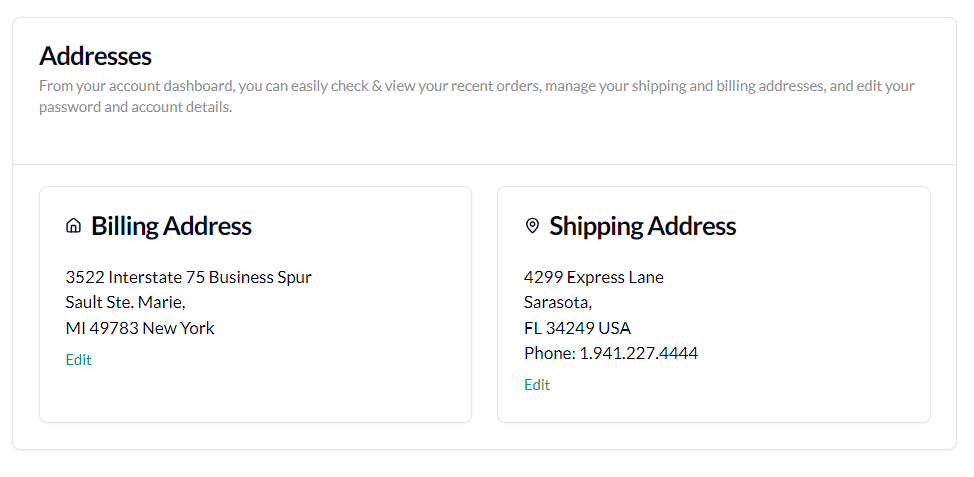 Addresses
From your account dashboard, you can easily check & view your recent orders, manage your shipping and billing addresses, and edit your
password and account details.
Billing Address
3522 Interstate 75 Business Spur
Sault Ste. Marie,
MI 49783 New York
Edit
Shipping Address
4299 Express Lane
Sarasota,
FL 34249 USA
Phone: 1.941.227.4444
Edit